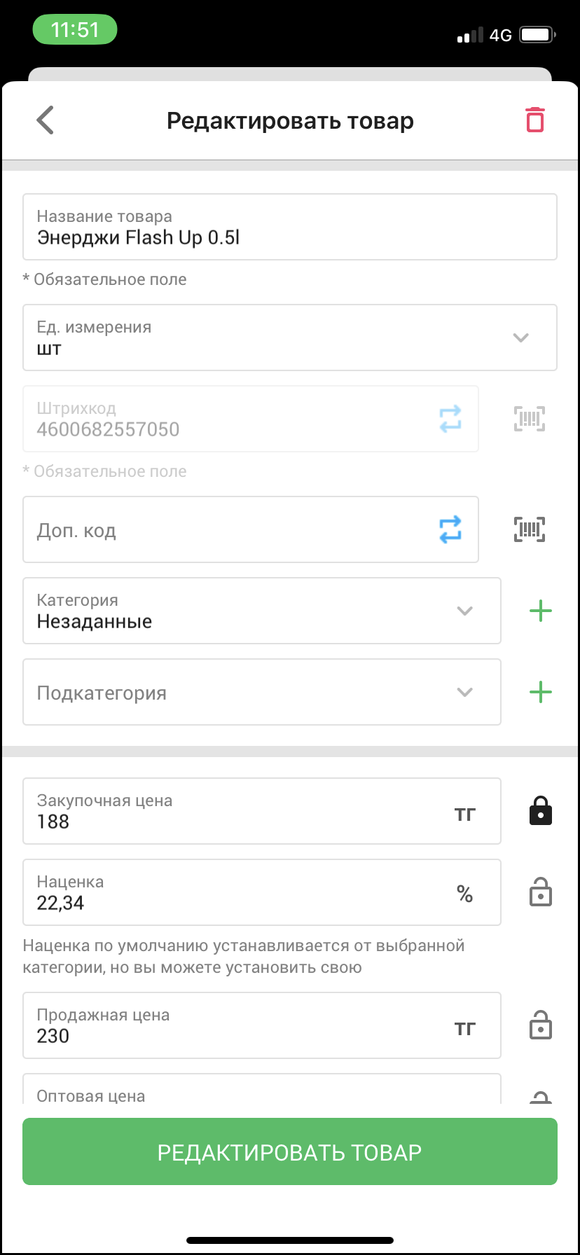 11:51
4G
Редактировать товар
Название товара
Энерджи Flash Up 0.5l
* Обязательное поле
Ед. измерения
шт
Штрихкод
4600682557050
* Обязательное поле
Доп. код
Категория
Незаданные
Подкатегория
Закупочная цена
188
тг
Наценка
22,34
%
Наценка по умолчанию устанавливается от выбранной
категории, но вы можете установить свою
Продажная цена
230
тг
Оптовая цена
РЕДАКТИРОВАТЬ ТОВАР